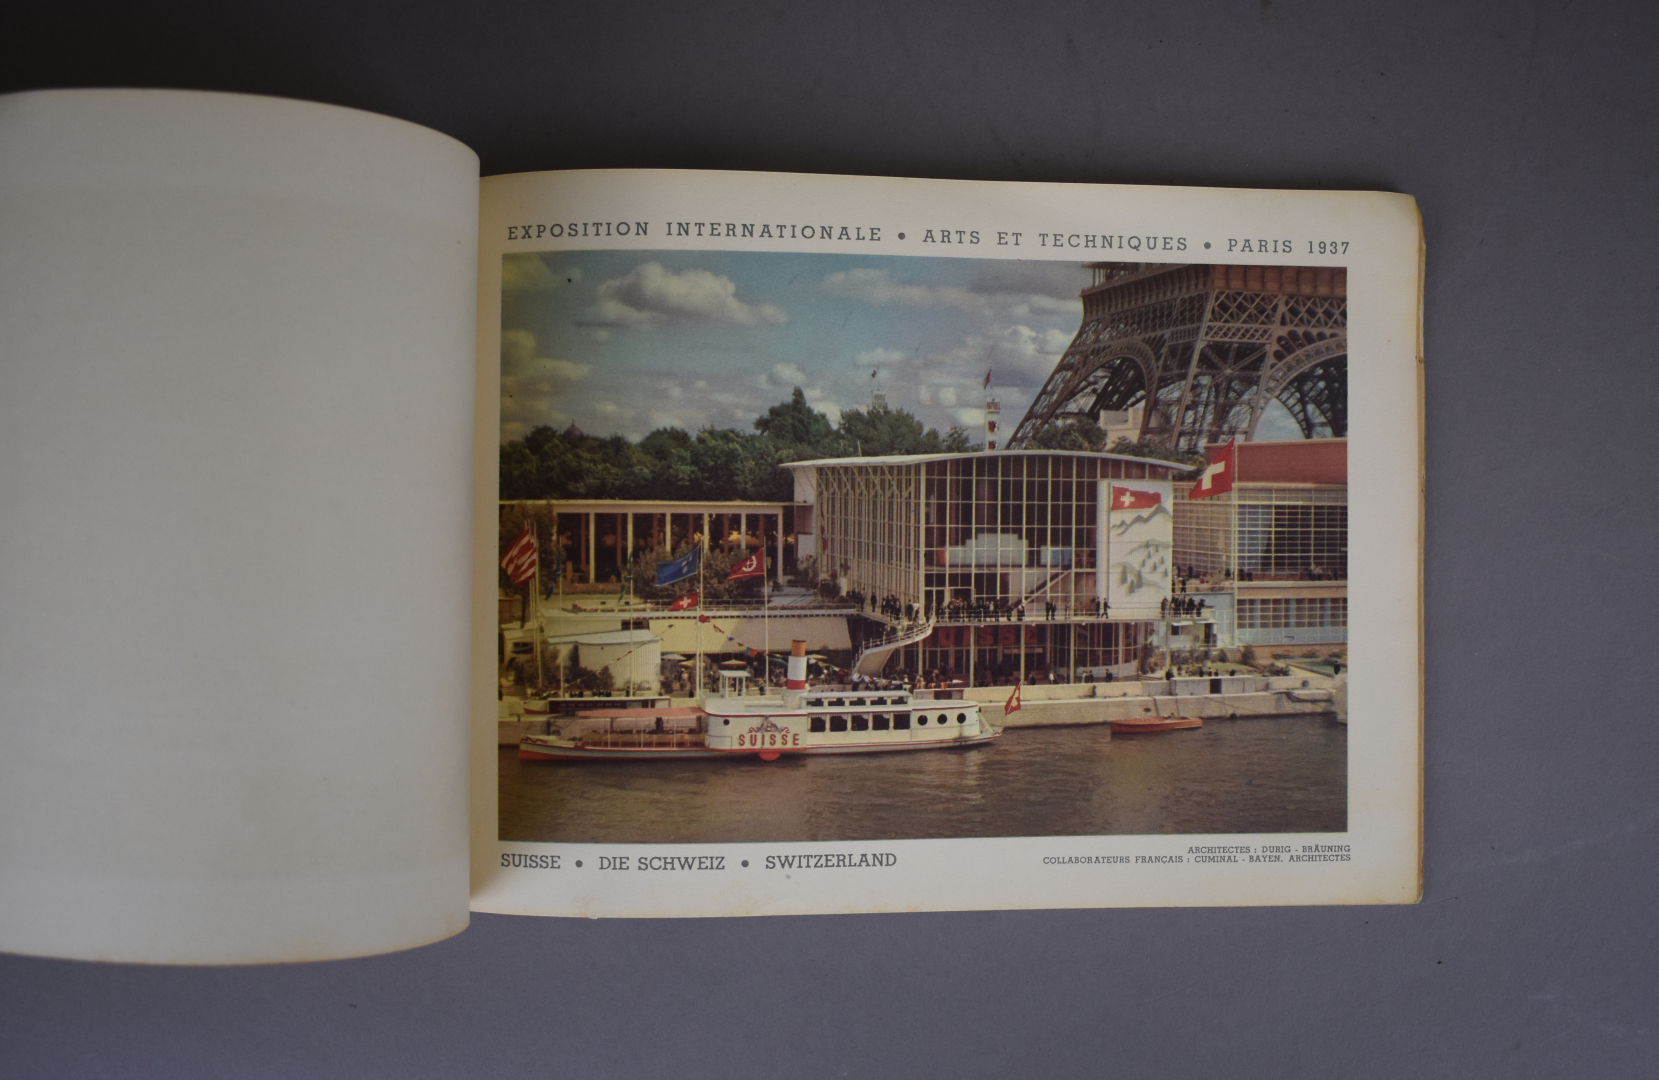 EXPOSITION INTERNATIONALE • ARTS ET TECHNIQUES • PARIS 1937
SUISSE
SUISSE
SUISSE • DIE SCHWEIZ • SWITZERLAND
ARCHITECTES : DURIG - BRÄUNING
COLLABORATEURS FRANÇAIS : CUMINAL - BAYEN, ARCHITECTES